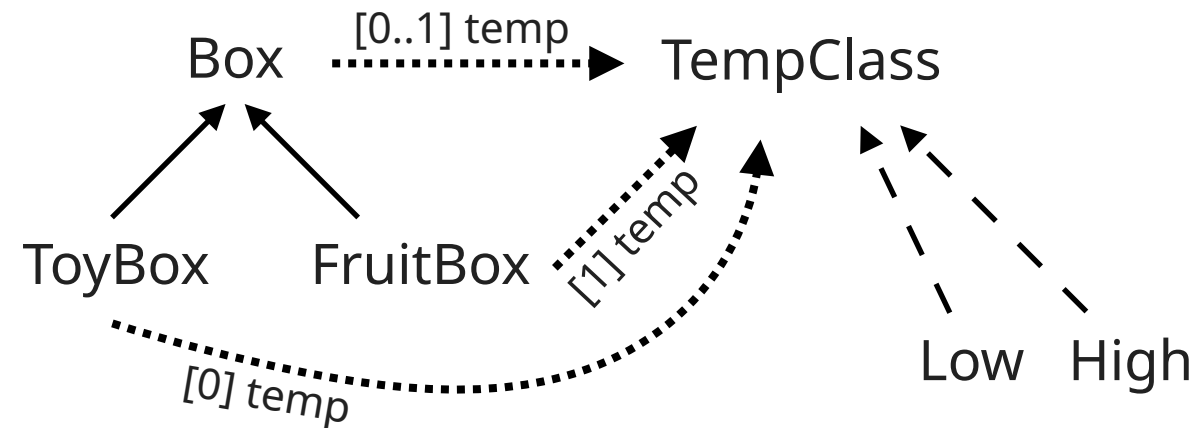 [0..1] temp
Box
TempClass
[1] temp
ToyBox
FruitBox
[0] temp
Low
High